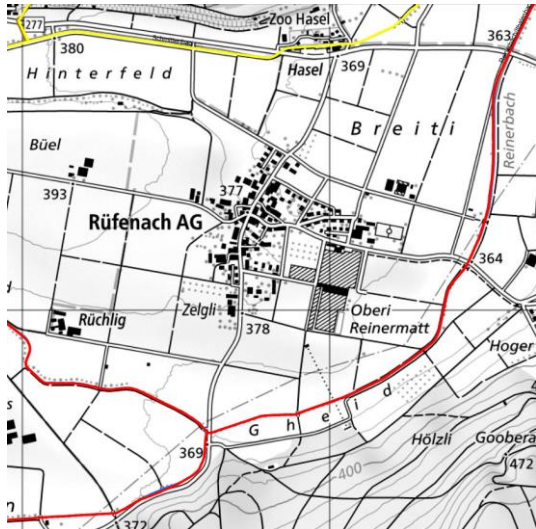 Zoo Hasel
277
380
363
Hinterfeld
Hasel
369
Breiti
Reinerbach
Büel
393
377
Rüfenach AG
364
Oberi
Reinermatt
Zelgli
Rüchlig
378
Hoger
Gheid
Hölzli
Goobera
369
400
472
372